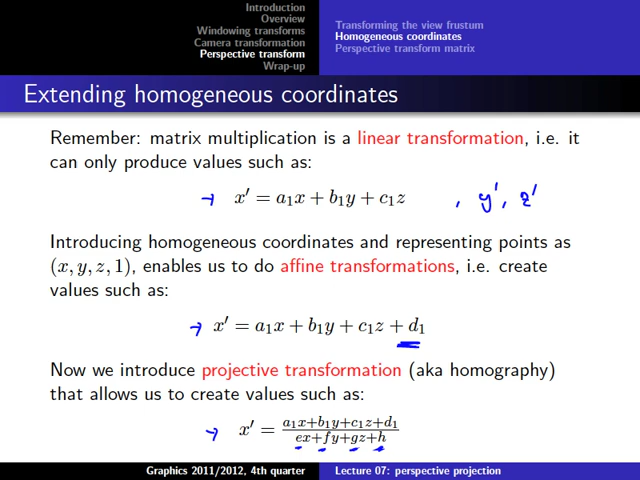 Introduction
Overview
Windowing transforms
Camera transformation
Perspective transform
Wrap-up
Transforming the view frustum
Homogeneous coordinates
Perspective transform matrix
Extending homogeneous coordinates
Remember: matrix multiplication is a linear transformation, i.e. it
can only produce values such as:
→ x′ = a₁x + b₁y + c₁z , y′, z′
Introducing homogeneous coordinates and representing points as
(x, y, z, 1), enables us to do affine transformations, i.e. create
values such as:
→ x′ = a₁x + b₁y + c₁z + d₁
Now we introduce projective transformation (aka homography)
that allows us to create values such as:
→ x′ = (a₁x+b₁y+c₁z+d₁)/(ex+fy+gz+h)
Graphics 2011/2012, 4th quarter Lecture 07: perspective projection